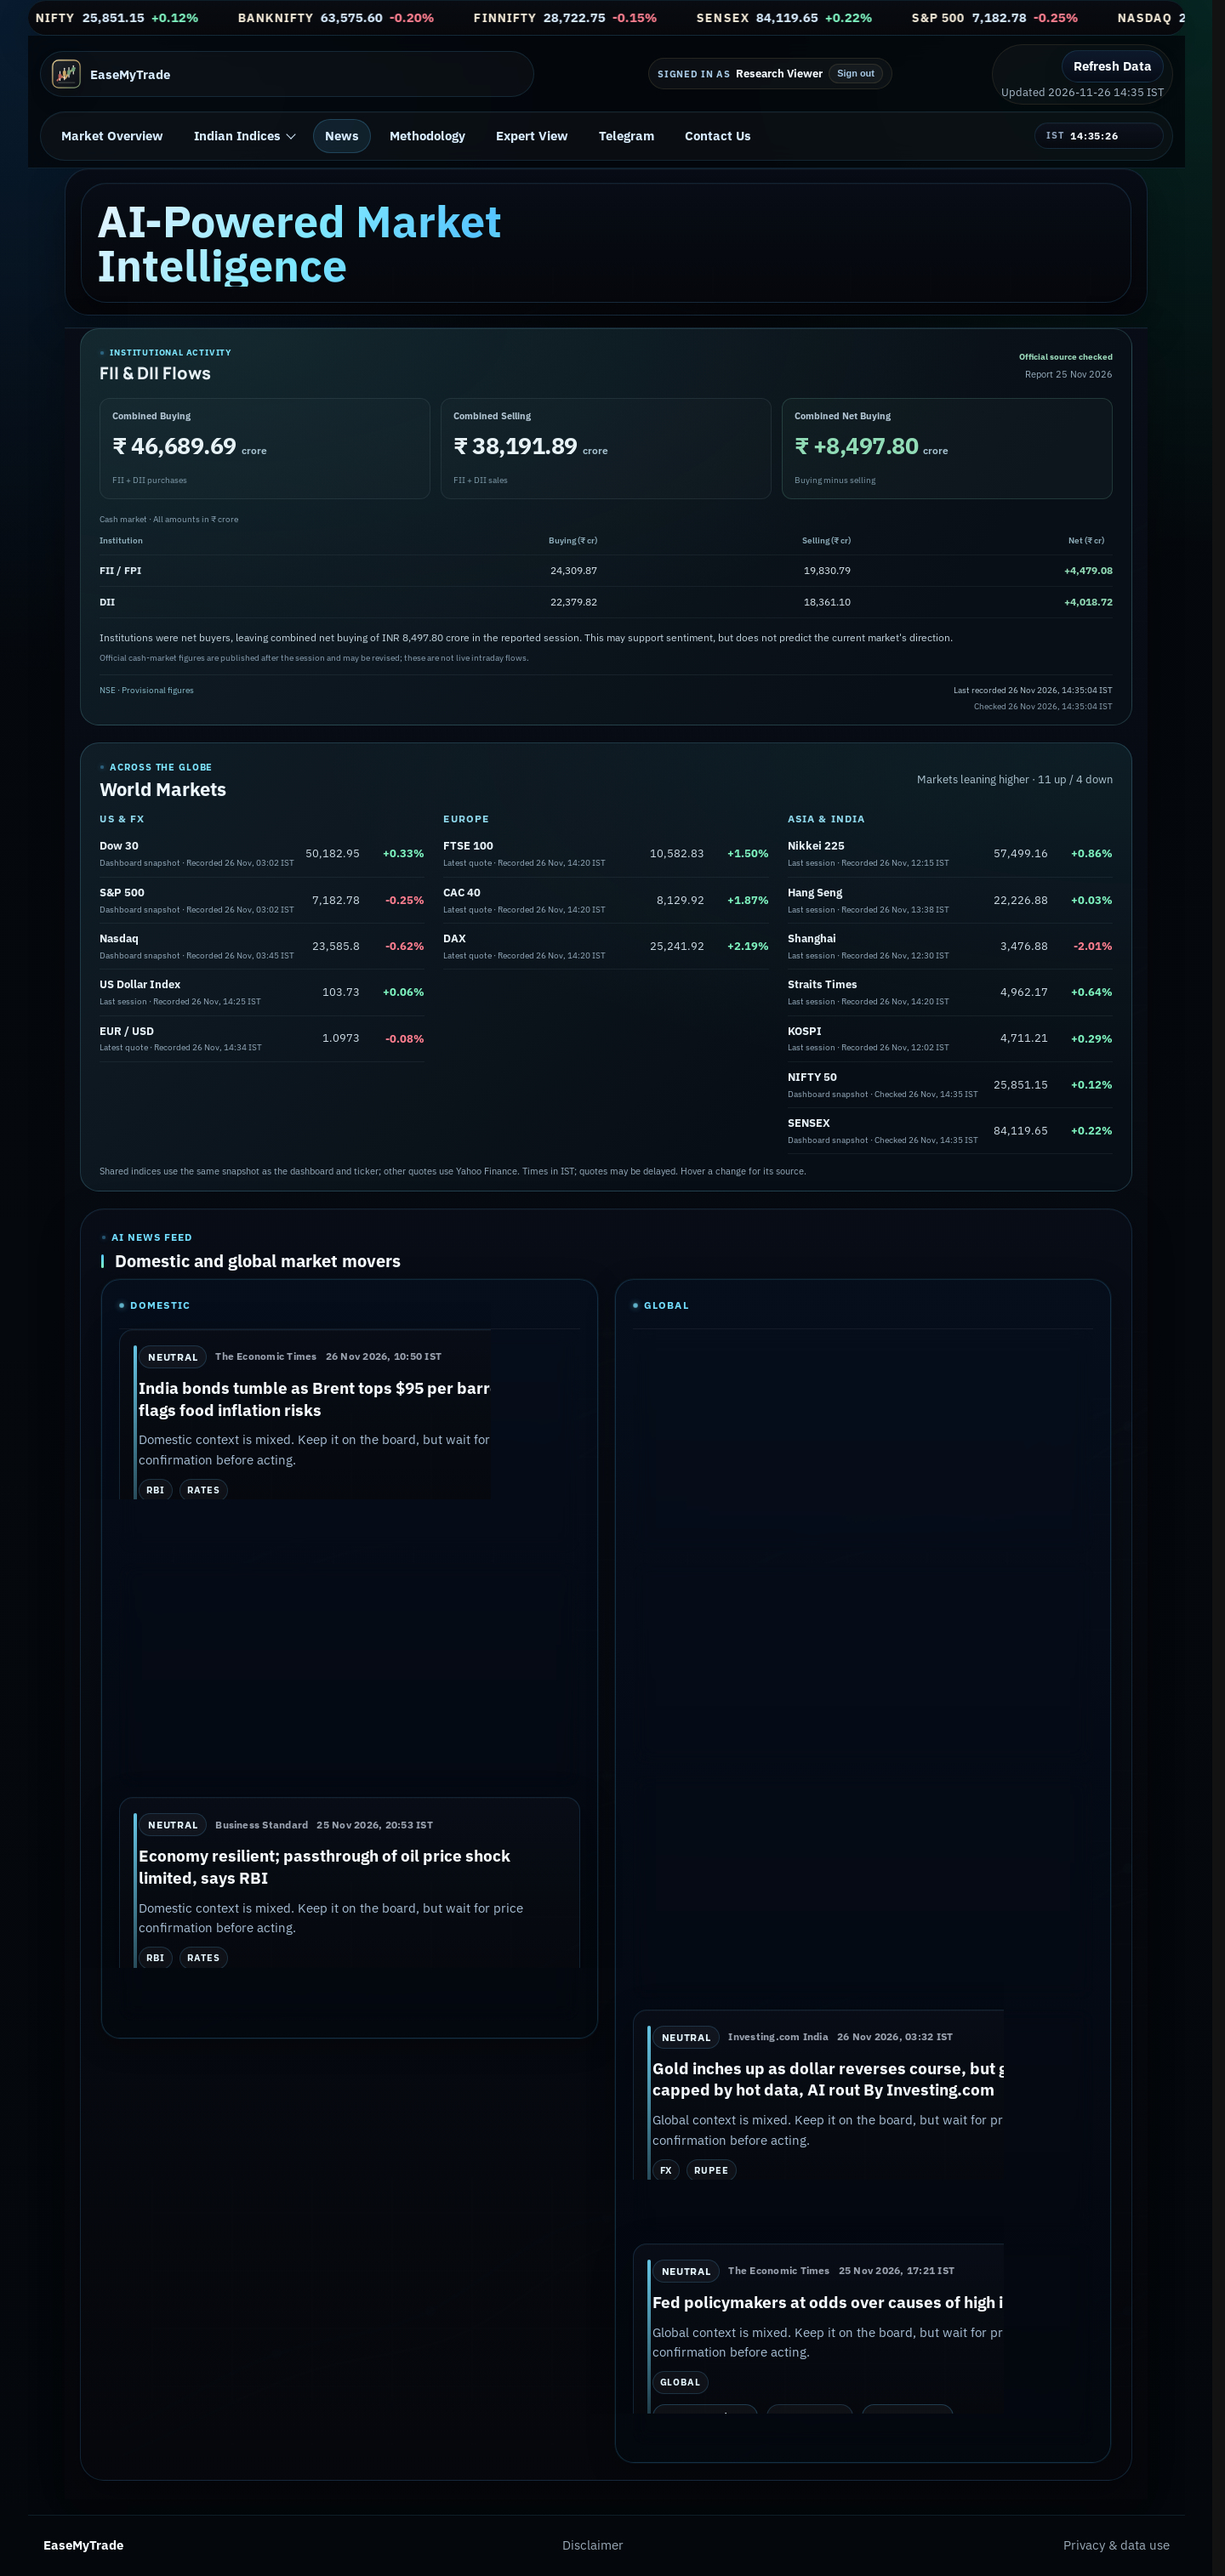 NIFTY 25,851.15 +0.12% BANKNIFTY 63,575.60 -0.20% FINNIFTY 28,722.75 -0.15% SENSEX 84,119.65 +0.22% S&P 500 7,182.78 -0.25% NASDAQ
EaseMyTrade
SIGNED IN AS Research Viewer Sign out
Refresh Data
Updated 2026-11-26 14:35 IST
Market Overview Indian Indices News Methodology Expert View Telegram Contact Us
IST 14:35:26
AI-Powered Market
Intelligence
INSTITUTIONAL ACTIVITY
FII & DII Flows
Official source checked
Report 25 Nov 2026
Combined Buying
₹ 46,689.69 crore
FII + DII purchases
Combined Selling
₹ 38,191.89 crore
FII + DII sales
Combined Net Buying
₹ +8,497.80 crore
Buying minus selling
Cash market · All amounts in ₹ crore
Institution Buying (₹ cr) Selling (₹ cr) Net (₹ cr)
FII / FPI 24,309.87 19,830.79 +4,479.08
DII 22,379.82 18,361.10 +4,018.72
Institutions were net buyers, leaving combined net buying of INR 8,497.80 crore in the reported session. This may support sentiment, but does not predict the current market's direction.
Official cash-market figures are published after the session and may be revised; these are not live intraday flows.
NSE · Provisional figures
Last recorded 26 Nov 2026, 14:35:04 IST
Checked 26 Nov 2026, 14:35:04 IST
ACROSS THE GLOBE
World Markets
Markets leaning higher · 11 up / 4 down
US & FX
Dow 30 50,182.95 +0.33%
Dashboard snapshot · Recorded 26 Nov, 03:02 IST
S&P 500 7,182.78 -0.25%
Dashboard snapshot · Recorded 26 Nov, 03:02 IST
Nasdaq 23,585.8 -0.62%
Dashboard snapshot · Recorded 26 Nov, 03:45 IST
US Dollar Index 103.73 +0.06%
Last session · Recorded 26 Nov, 14:25 IST
EUR / USD 1.0973 -0.08%
Latest quote · Recorded 26 Nov, 14:34 IST
EUROPE
FTSE 100 10,582.83 +1.50%
Latest quote · Recorded 26 Nov, 14:20 IST
CAC 40 8,129.92 +1.87%
Latest quote · Recorded 26 Nov, 14:20 IST
DAX 25,241.92 +2.19%
Latest quote · Recorded 26 Nov, 14:20 IST
ASIA & INDIA
Nikkei 225 57,499.16 +0.86%
Last session · Recorded 26 Nov, 12:15 IST
Hang Seng 22,226.88 +0.03%
Last session · Recorded 26 Nov, 13:38 IST
Shanghai 3,476.88 -2.01%
Last session · Recorded 26 Nov, 12:30 IST
Straits Times 4,962.17 +0.64%
Last session · Recorded 26 Nov, 14:20 IST
KOSPI 4,711.21 +0.29%
Last session · Recorded 26 Nov, 12:02 IST
NIFTY 50 25,851.15 +0.12%
Dashboard snapshot · Checked 26 Nov, 14:35 IST
SENSEX 84,119.65 +0.22%
Dashboard snapshot · Checked 26 Nov, 14:35 IST
Shared indices use the same snapshot as the dashboard and ticker; other quotes use Yahoo Finance. Times in IST; quotes may be delayed. Hover a change for its source.
AI NEWS FEED
Domestic and global market movers
DOMESTIC
NEUTRAL The Economic Times 26 Nov 2026, 10:50 IST
India bonds tumble as Brent tops $95 per
flags food inflation risks
Domestic context is mixed. Keep it on the board, but wait for
confirmation before acting.
RBI RATES
NEUTRAL Business Standard 25 Nov 2026, 20:53 IST
Economy resilient; passthrough of oil price shock
limited, says RBI
Domestic context is mixed. Keep it on the board, but wait for price
confirmation before acting.
RBI RATES
GLOBAL
NEUTRAL Investing.com India 26 Nov 2026, 03:32 IST
Gold inches up as dollar reverses course, but
capped by hot data, AI rout By Investing.com
Global context is mixed. Keep it on the board, but wait for
confirmation before acting.
FX RUPEE
NEUTRAL The Economic Times 25 Nov 2026, 17:21 IST
Fed policymakers at odds over causes of high
Global context is mixed. Keep it on the board, but wait for
confirmation before acting.
GLOBAL
EaseMyTrade Disclaimer Privacy & data use